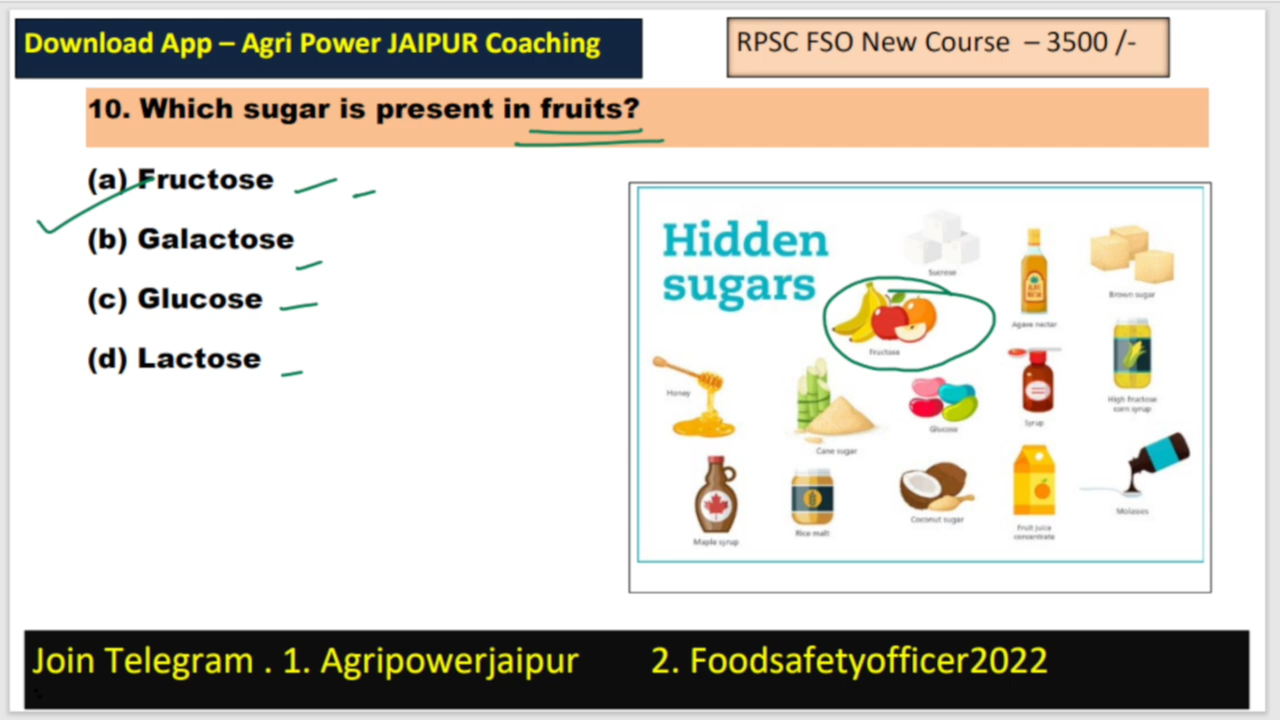 Download App – Agri Power JAIPUR Coaching
RPSC FSO New Course – 3500 /-
10. Which sugar is present in fruits?
(a) Fructose
(b) Galactose
(c) Glucose
(d) Lactose
Hidden
sugars
Sucrose
Brown sugar
Agave nectar
Fructose
Honey
High fructose
corn syrup
Syrup
Glucose
Cane sugar
Molasses
Coconut sugar
Fruit juice
concentrate
Rice malt
Maple syrup
Join Telegram . 1. Agripowerjaipur 2. Foodsafetyofficer2022